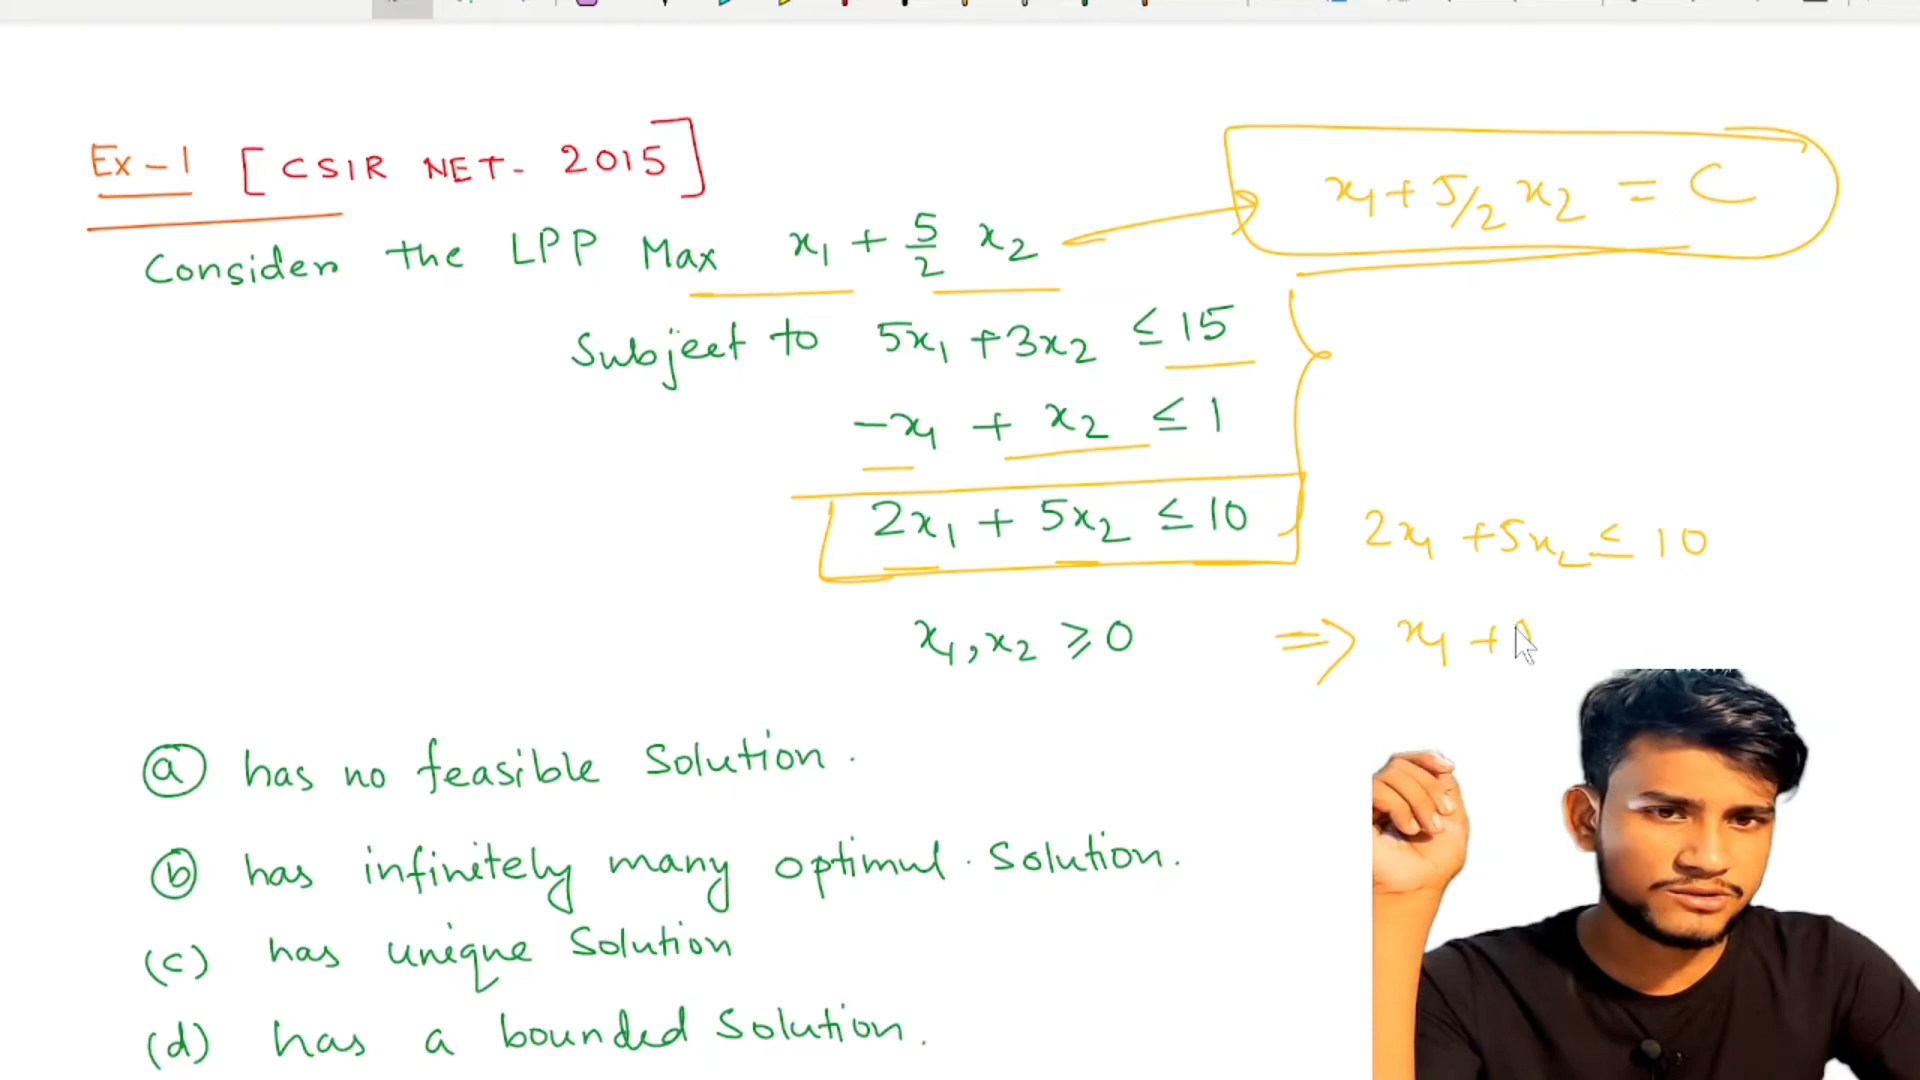 Ex-1 [CSIR NET- 2015]
x₁ + 5/2 x₂ = C
Consider the LPP Max x₁ + 5/2 x₂
Subject to 5x₁ + 3x₂ ≤ 15
-x₁ + x₂ ≤ 1
2x₁ + 5x₂ ≤ 10
2x₁ + 5x₂ ≤ 10
x₁, x₂ ≥ 0
⇒ x₁ +
(a) has no feasible Solution.
(b) has infinitely many optimul. Solution.
(c) has unique Solution
(d) has a bounded Solution.